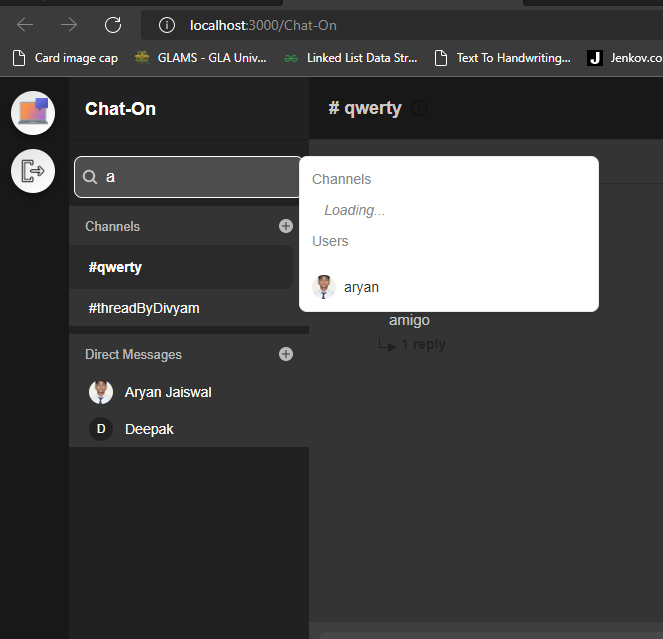 localhost:3000/Chat-On
Card image cap
GLAMS - GLA Univ...
Linked List Data Str...
Text To Handwriting...
J
Jenkov.co
Chat-On
# qwerty
a
Channels
Loading...
Users
aryan
Channels
#qwerty
#threadByDivyam
amigo
1 reply
Direct Messages
Aryan Jaiswal
D
Deepak